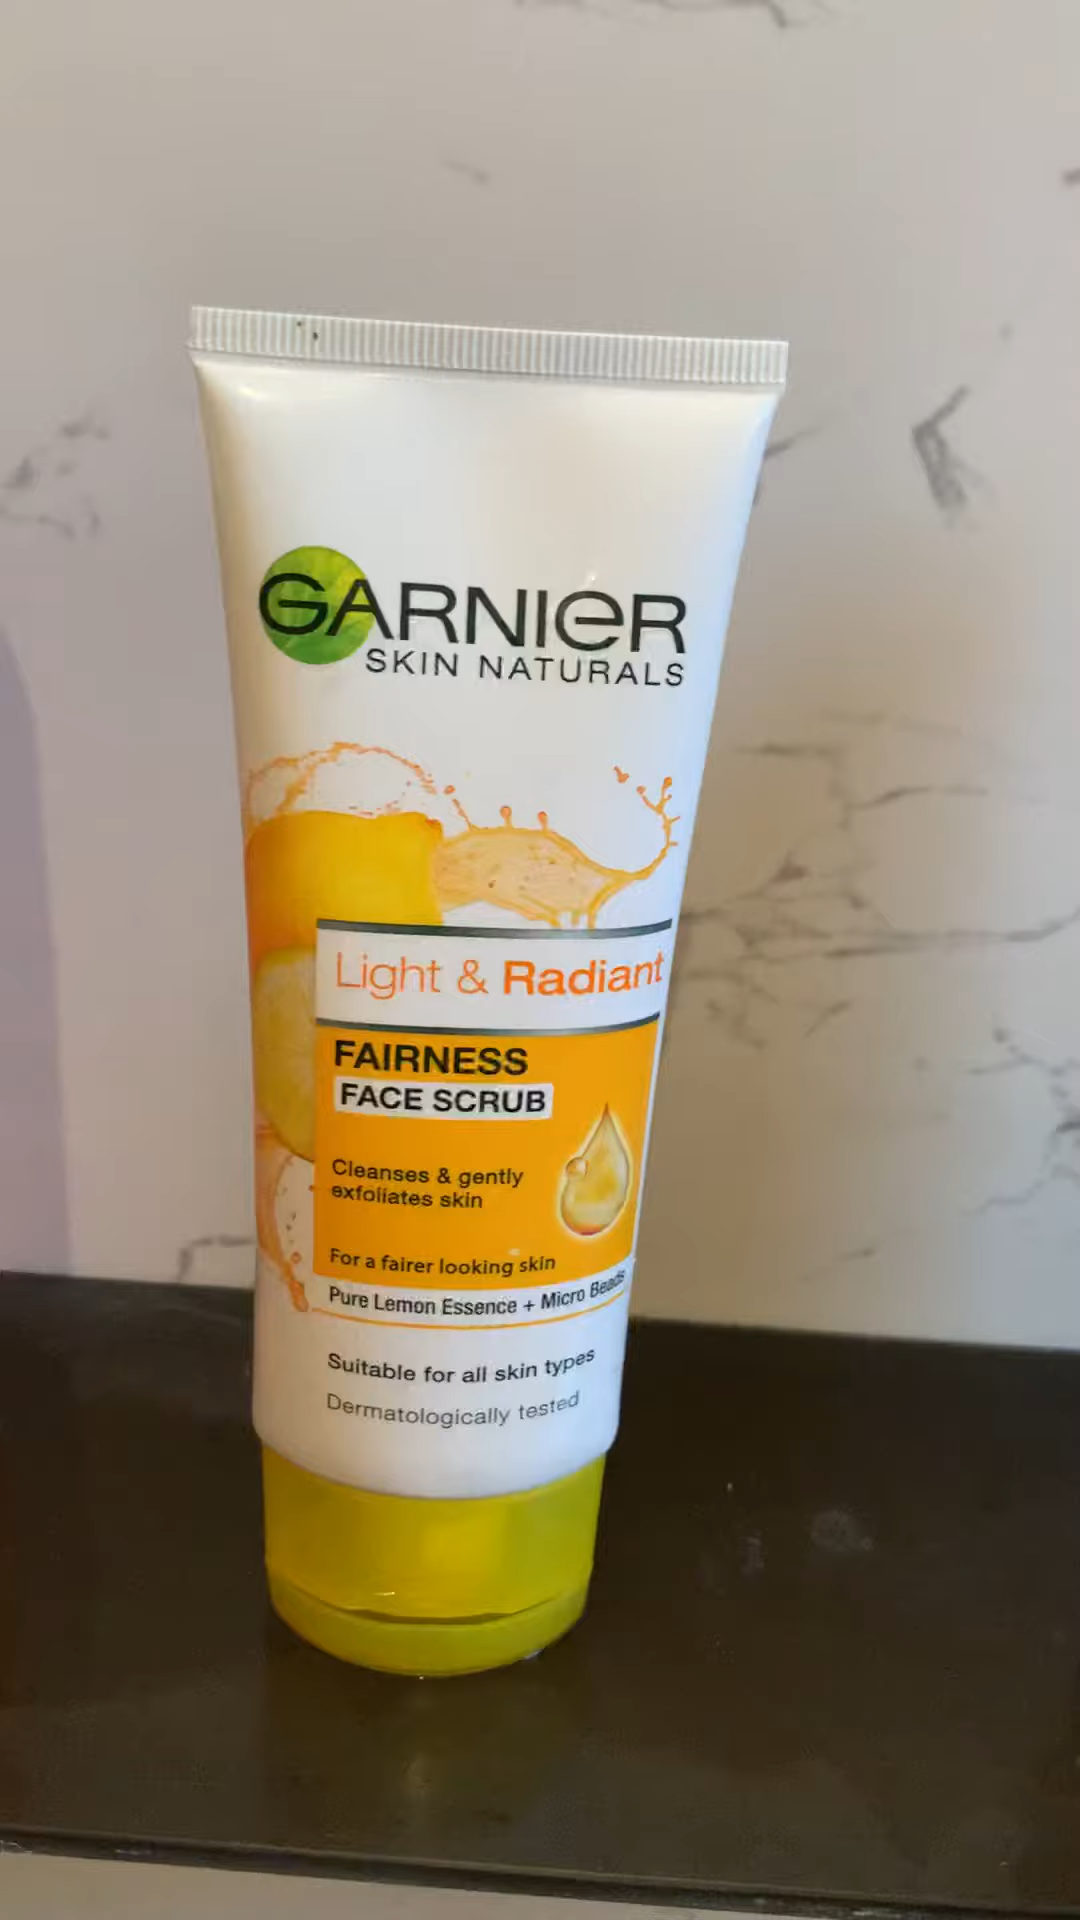 GARNIER
SKIN NATURALS
Light & Radiant
FAIRNESS
FACE SCRUB
Cleanses & gently
exfoliates skin
For a fairer looking skin
Pure Lemon Essence + Micro Beads
Suitable for all skin types
Dermatologically tested